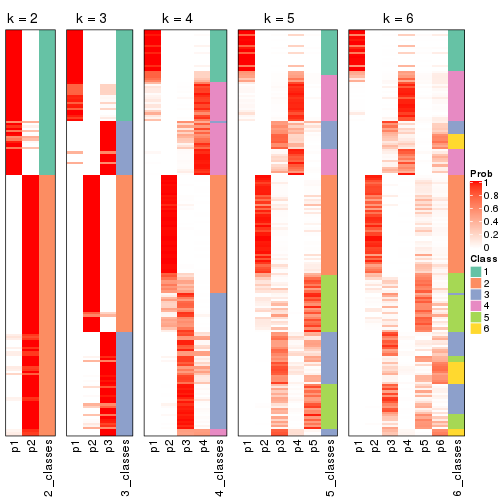 k = 2
k = 3
k = 4
k = 5
k = 6
p1
p2
2_classes
p1
p2
p3
3_classes
p1
p2
p3
p4
4_classes
p1
p2
p3
p4
p5
5_classes
p1
p2
p3
p4
p5
p6
6_classes
Prob
1
0.8
0.6
0.4
0.2
0
Class
1
2
3
4
5
6